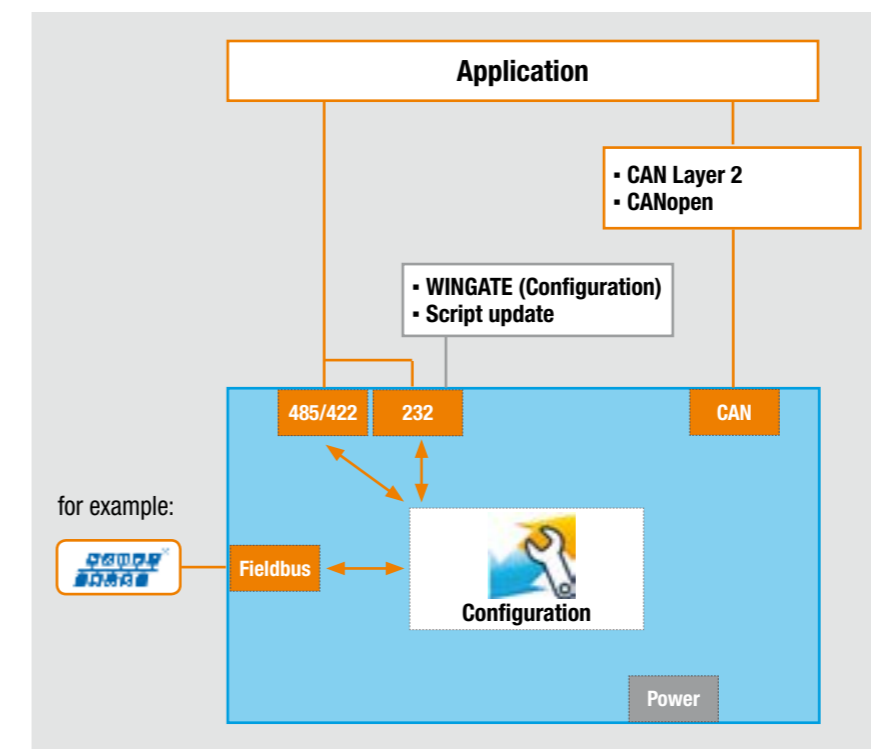 Application
▪ CAN Layer 2
▪ CANopen
▪ WINGATE (Configuration)
▪ Script update
485/422
232
CAN
for example:
Fieldbus
Configuration
Power